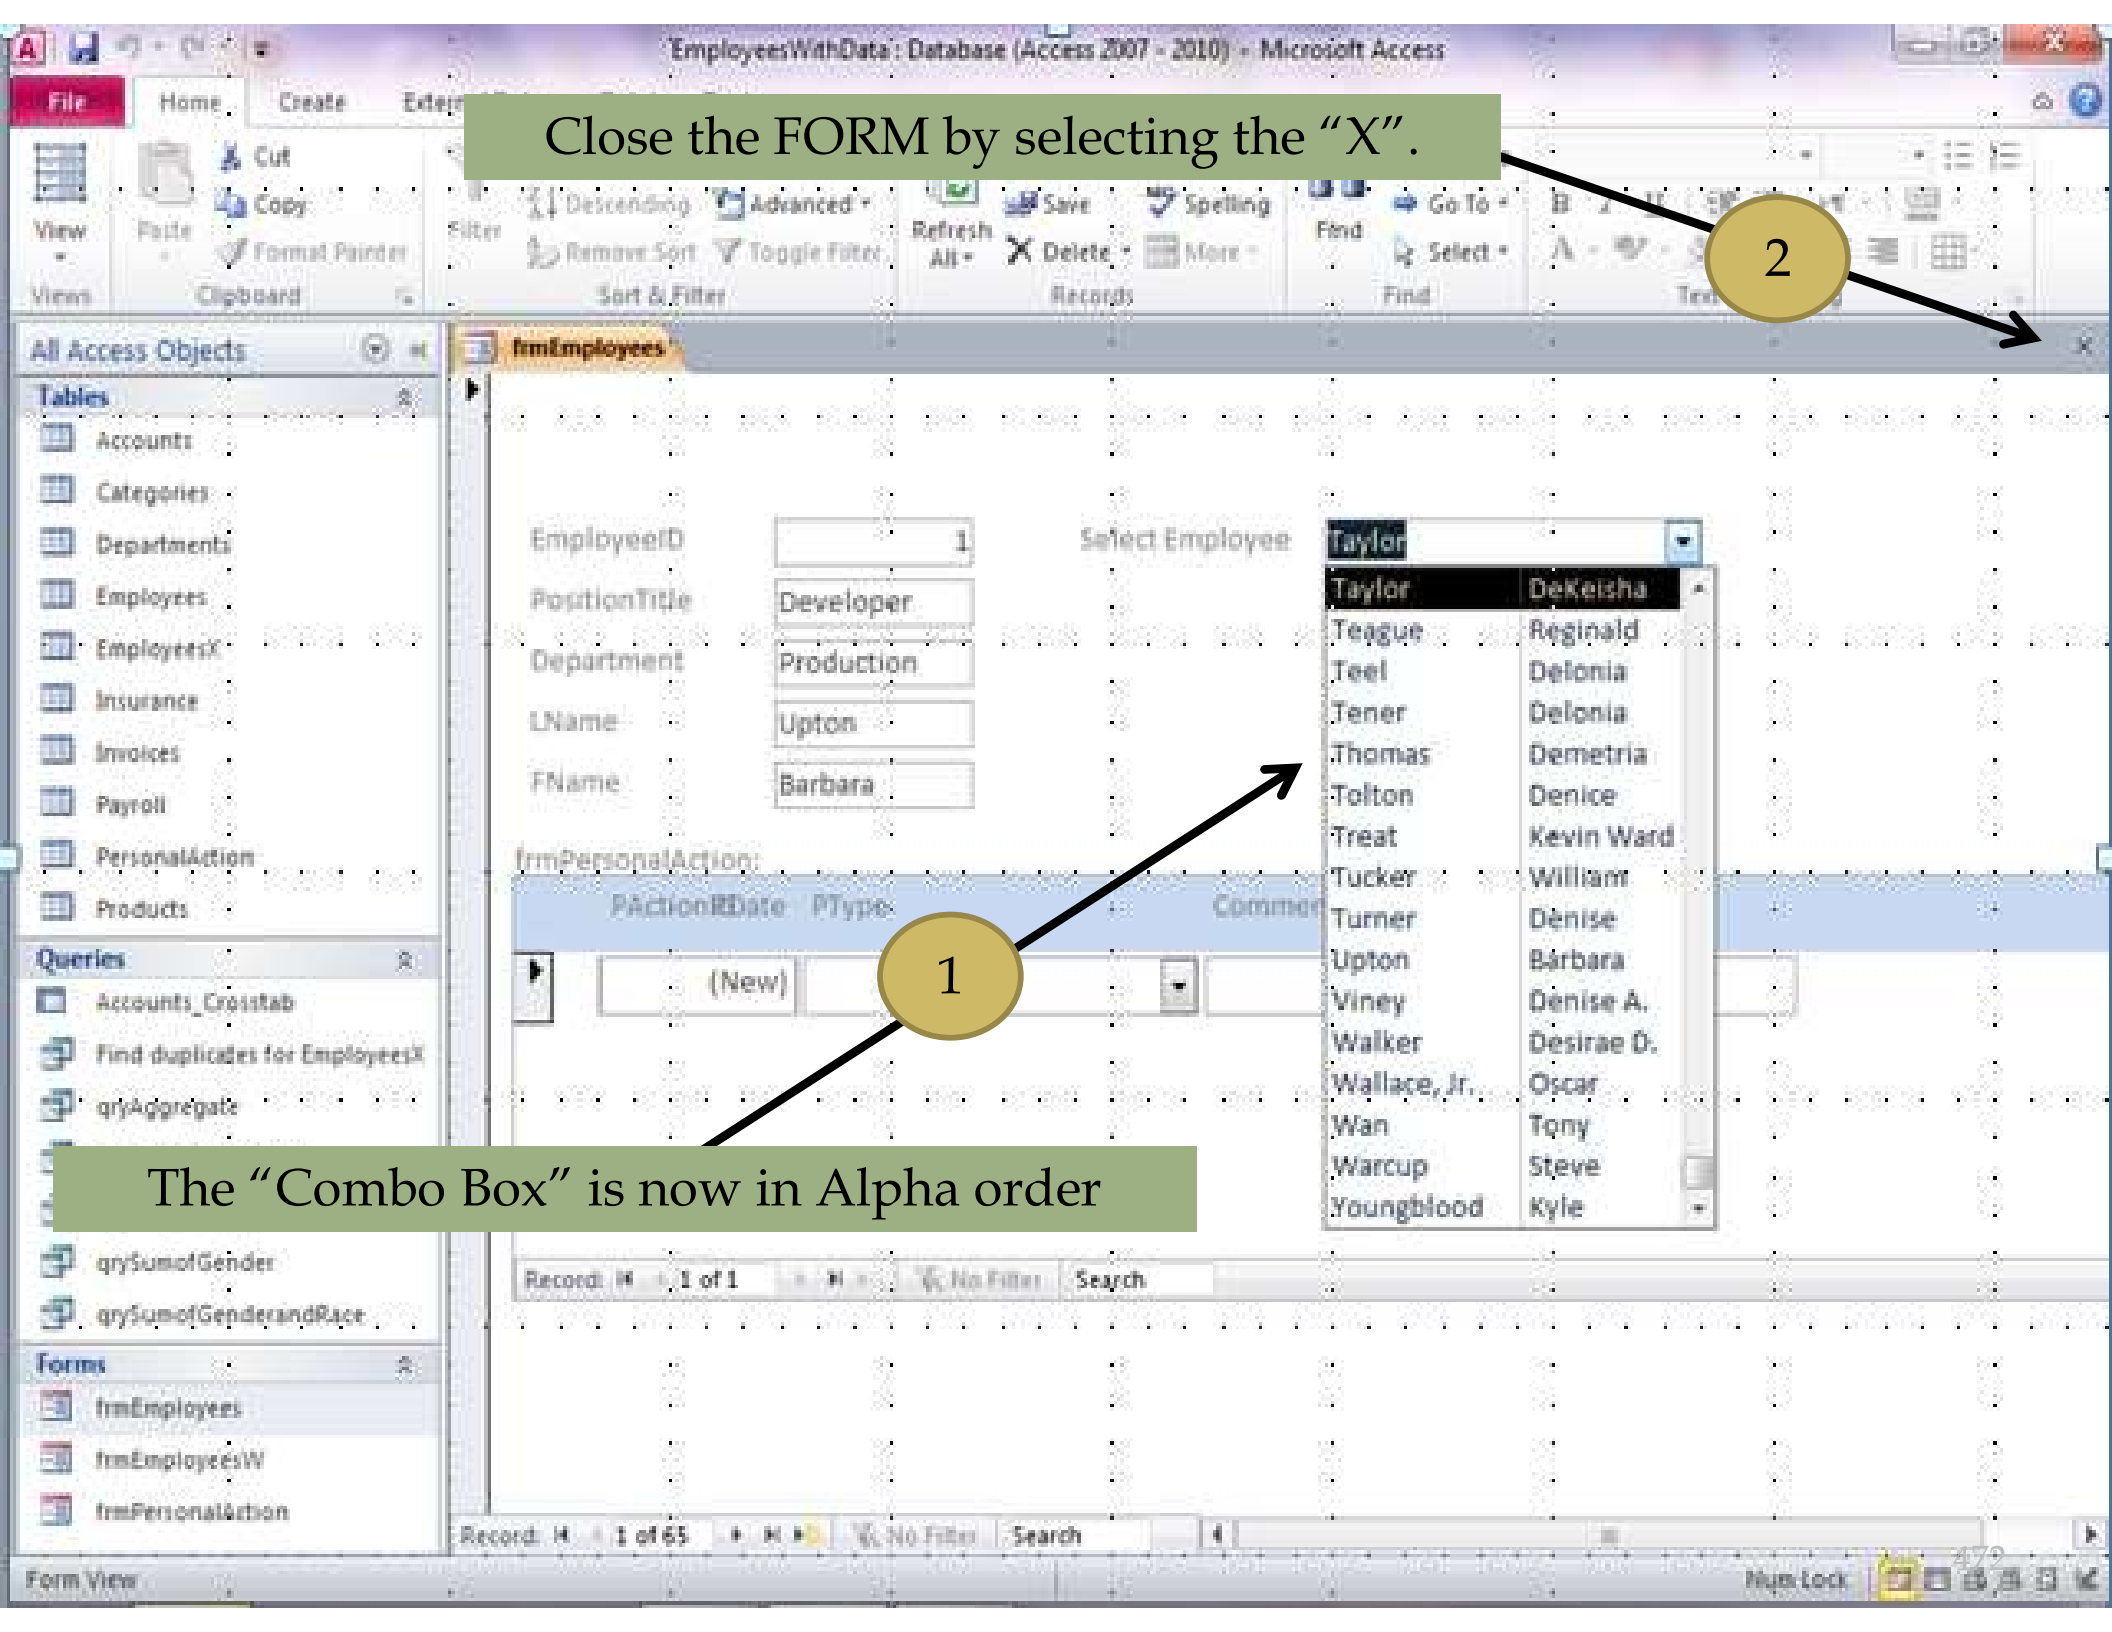 EmployeesWithData : Database (Access 2007 - 2010) - Microsoft Access
File Home Create
Close the FORM by selecting the “X”.
Cut
Copy
Format Painter
View
Paste
Filter
Descending
Remove Sort
Advanced
Toggle Filter
Refresh All
Save
Delete
Spelling
More
Find
Go To
Select
2
Views Clipboard Sort & Filter Records Find
All Access Objects
frmEmployees
X
Tables
Accounts
Categories
Departments
Employees
EmployeesX
Insurance
Invoices
Payroll
PersonalAction
Products
Queries
Accounts_Crosstab
Find duplicates for EmployeesX
qryAggregate
qrySumofGender
qrySumofGenderandRace
Forms
frmEmployees
frmEmployeesW
frmPersonalAction
EmployeeID 1
PositionTitle Developer
Department Production
LName Upton
FName Barbara
Select Employee Taylor
Taylor DeKeisha
Teague Reginald
Teel Delonia
Tener Delonia
Thomas Demetria
Tolton Denice
Treat Kevin Ward
Tucker William
Turner Denise
Upton Barbara
Viney Denise A.
Walker Desirae D.
Wallace, Jr. Oscar
Wan Tony
Warcup Steve
Youngblood Kyle
frmPersonalAction:
PType
(New)
1
The “Combo Box” is now in Alpha order
Record: 1 of 1 No Filter Search
Record: 1 of 65 No Filter Search
Form View
Num Lock
472